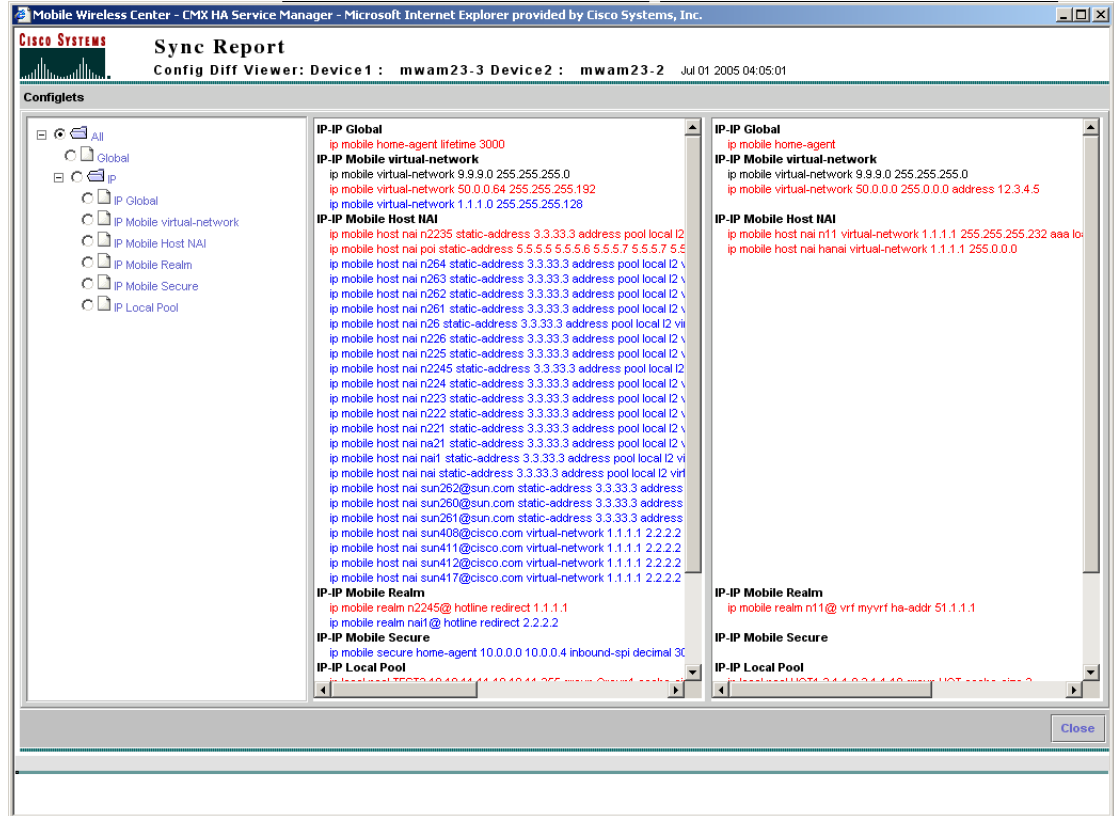 Mobile Wireless Center - CMX HA Service Manager - Microsoft Internet Explorer provided by Cisco Systems, Inc.
CISCO SYSTEMS
Sync Report
Config Diff Viewer: Device1 : mwam23-3 Device2 : mwam23-2 Jul 01 2005 04:05:01
Configlets
All
Global
IP
IP Global
IP Mobile virtual-network
IP Mobile Host NAI
IP Mobile Realm
IP Mobile Secure
IP Local Pool
IP-IP Global
ip mobile home-agent lifetime 3000
IP-IP Mobile virtual-network
ip mobile virtual-network 9.9.9.0 255.255.255.0
ip mobile virtual-network 50.0.0.64 255.255.255.192
ip mobile virtual-network 1.1.1.0 255.255.255.128
IP-IP Mobile Host NAI
ip mobile host nai n2235 static-address 3.3.33.3 address pool local l2
ip mobile host nai poi static-address 5.5.5.5 5.5.5.6 5.5.5.7 5.5.5.7 5.5
ip mobile host nai n264 static-address 3.3.33.3 address pool local l2 v
ip mobile host nai n263 static-address 3.3.33.3 address pool local l2 v
ip mobile host nai n262 static-address 3.3.33.3 address pool local l2 v
ip mobile host nai n261 static-address 3.3.33.3 address pool local l2 v
ip mobile host nai n26 static-address 3.3.33.3 address pool local l2 vi
ip mobile host nai n226 static-address 3.3.33.3 address pool local l2 v
ip mobile host nai n225 static-address 3.3.33.3 address pool local l2 v
ip mobile host nai n2245 static-address 3.3.33.3 address pool local l2
ip mobile host nai n224 static-address 3.3.33.3 address pool local l2 v
ip mobile host nai n223 static-address 3.3.33.3 address pool local l2 v
ip mobile host nai n222 static-address 3.3.33.3 address pool local l2 v
ip mobile host nai n221 static-address 3.3.33.3 address pool local l2 v
ip mobile host nai na21 static-address 3.3.33.3 address pool local l2 v
ip mobile host nai nai1 static-address 3.3.33.3 address pool local l2 vi
ip mobile host nai nai static-address 3.3.33.3 address pool local l2 virt
ip mobile host nai sun262@sun.com static-address 3.3.33.3 address
ip mobile host nai sun260@sun.com static-address 3.3.33.3 address
ip mobile host nai sun261@sun.com static-address 3.3.33.3 address
ip mobile host nai sun408@cisco.com virtual-network 1.1.1.1 2.2.2.2
ip mobile host nai sun411@cisco.com virtual-network 1.1.1.1 2.2.2.2
ip mobile host nai sun412@cisco.com virtual-network 1.1.1.1 2.2.2.2
ip mobile host nai sun417@cisco.com virtual-network 1.1.1.1 2.2.2.2
IP-IP Mobile Realm
ip mobile realm n2245@ hotline redirect 1.1.1.1
ip mobile realm nai1@ hotline redirect 2.2.2.2
IP-IP Mobile Secure
ip mobile secure home-agent 10.0.0.0 10.0.0.4 inbound-spi decimal 30
IP-IP Local Pool
IP-IP Global
ip mobile home-agent
IP-IP Mobile virtual-network
ip mobile virtual-network 9.9.9.0 255.255.255.0
ip mobile virtual-network 50.0.0.0 255.0.0.0 address 12.3.4.5
IP-IP Mobile Host NAI
ip mobile host nai n11 virtual-network 1.1.1.1 255.255.255.232 aaa lo
ip mobile host nai hanai virtual-network 1.1.1.1 255.0.0.0
IP-IP Mobile Realm
ip mobile realm n11@ vrf myvrf ha-addr 51.1.1.1
IP-IP Mobile Secure
IP-IP Local Pool
Close